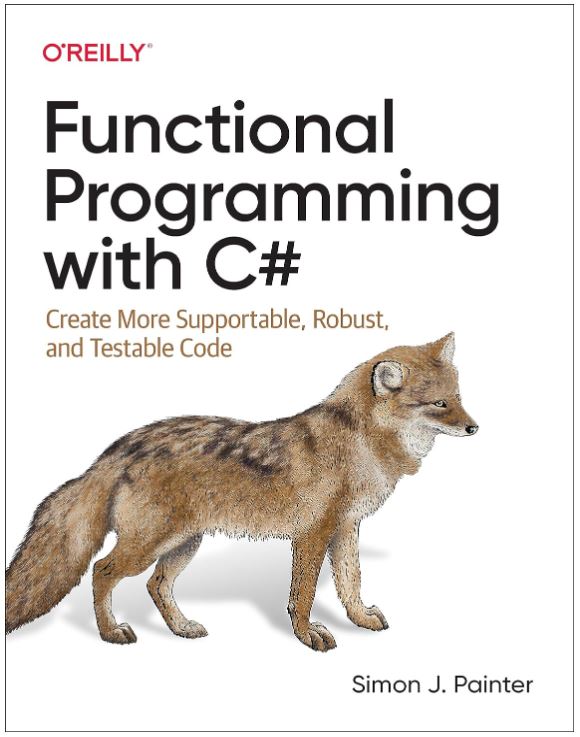 O'REILLY®
Functional
Programming
with C#
Create More Supportable, Robust,
and Testable Code
Simon J. Painter